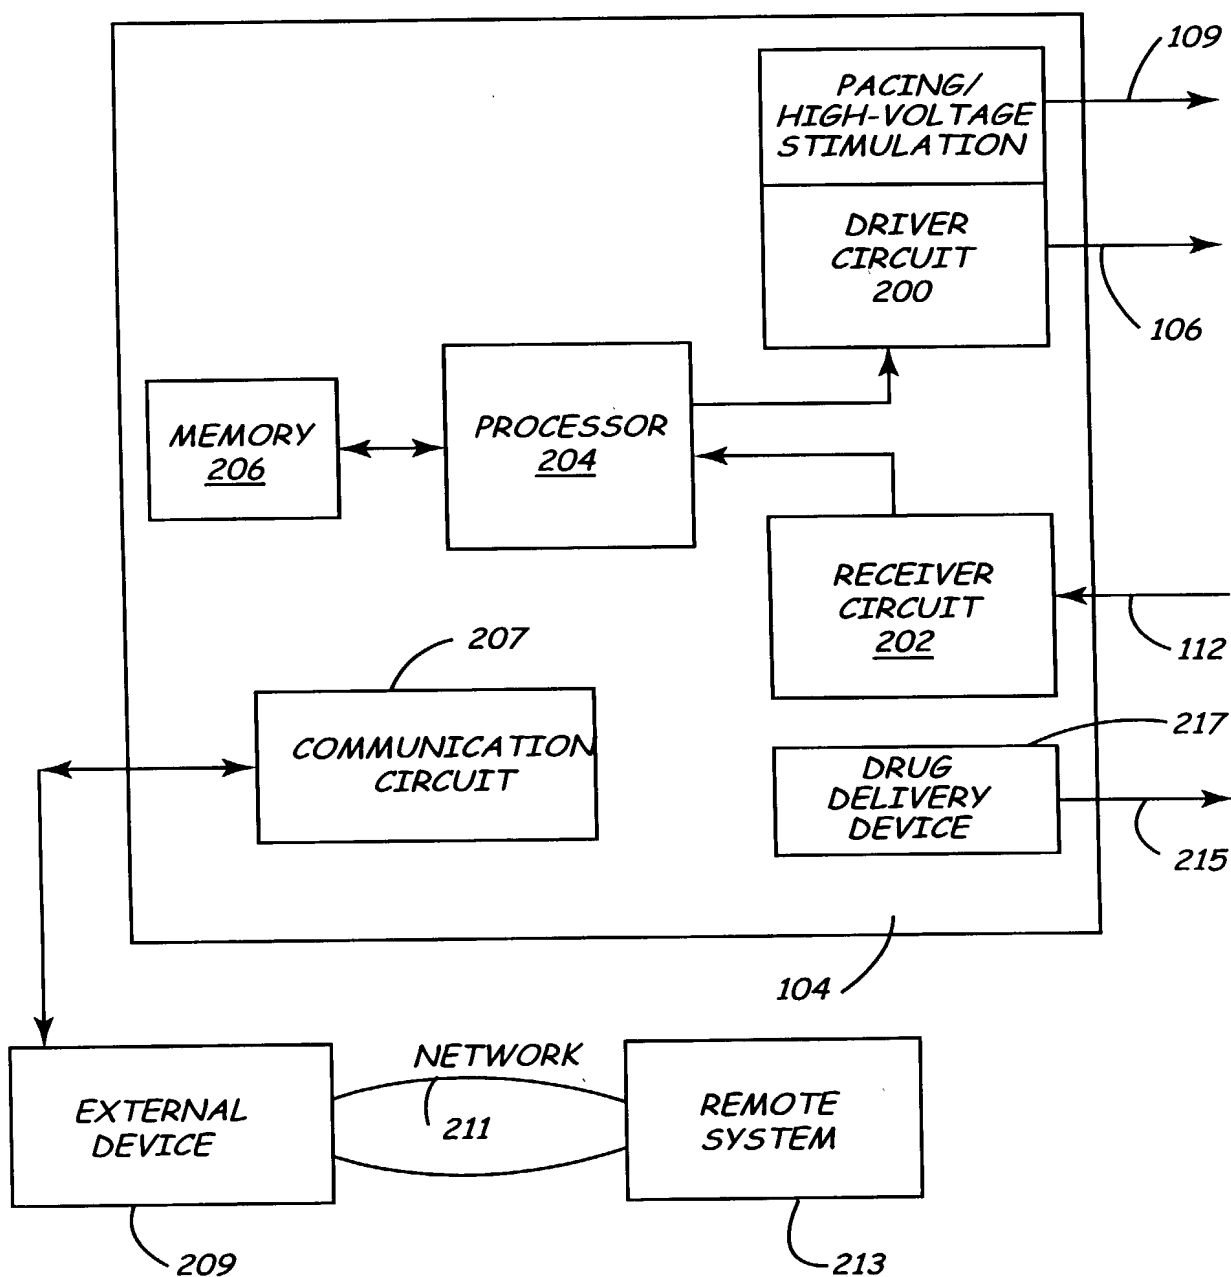 109
PACING/
HIGH-VOLTAGE
STIMULATION
DRIVER
CIRCUIT
200
106
MEMORY
206
PROCESSOR
204
RECEIVER
CIRCUIT
202
112
207
COMMUNICATION
CIRCUIT
217
DRUG
DELIVERY
DEVICE
215
104
NETWORK
211
EXTERNAL
DEVICE
209
REMOTE
SYSTEM
213